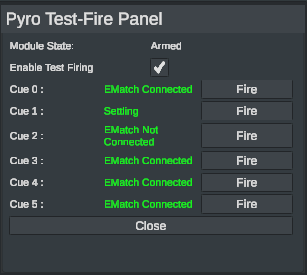 Pyro Test-Fire Panel
Module State: Armed
Enable Test Firing
Cue 0 : EMatch Connected Fire
Cue 1 : Settling Fire
Cue 2 : EMatch Not Connected Fire
Cue 3 : EMatch Connected Fire
Cue 4 : EMatch Connected Fire
Cue 5 : EMatch Connected Fire
Close